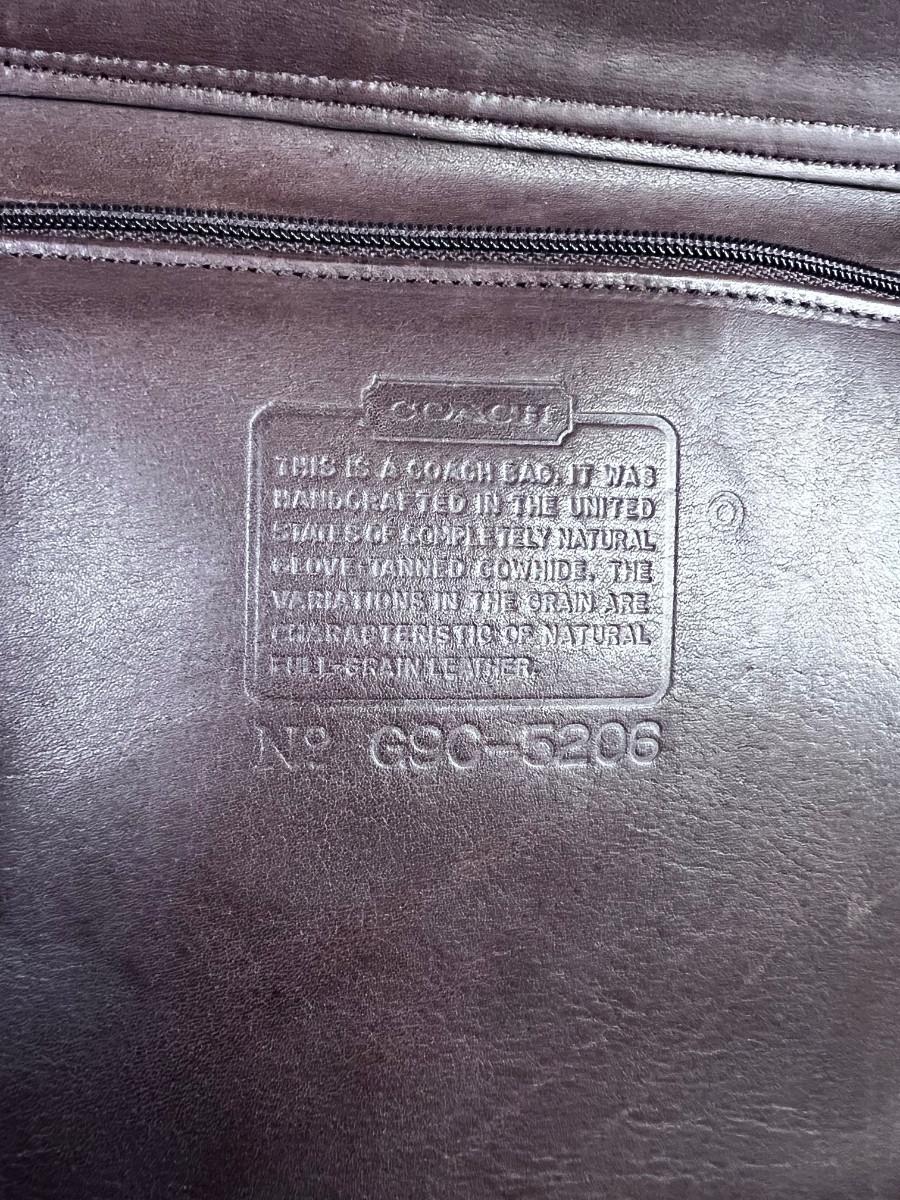 COACH
THIS IS A COACH BAG. IT WAS
HANDCRAFTED IN THE UNITED
STATES OF COMPLETELY NATURAL
GLOVE-TANNED COWHIDE. THE
VARIATIONS IN THE GRAIN ARE
CHARACTERISTIC OF NATURAL
FULL-GRAIN LEATHER.
©
Nº G9C-5206